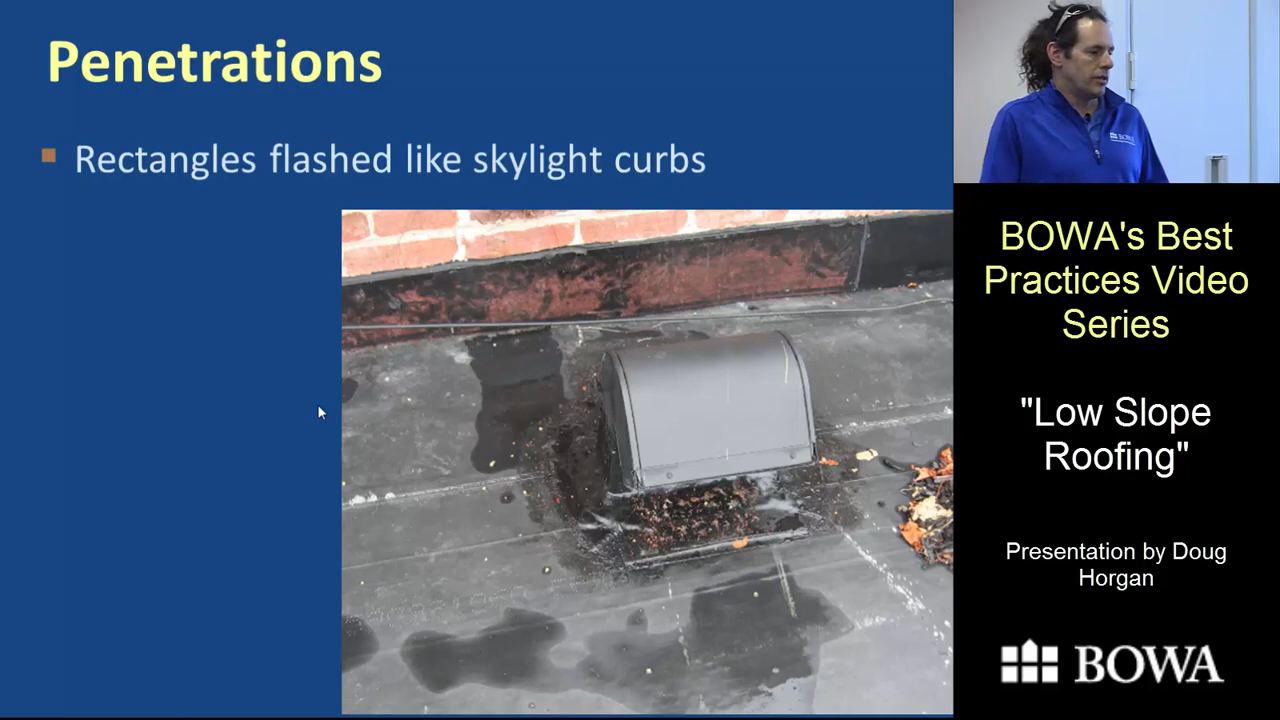 Penetrations
Rectangles flashed like skylight curbs
BOWA
BOWA's Best
Practices Video
Series
"Low Slope
Roofing"
Presentation by Doug
Horgan
BOWA